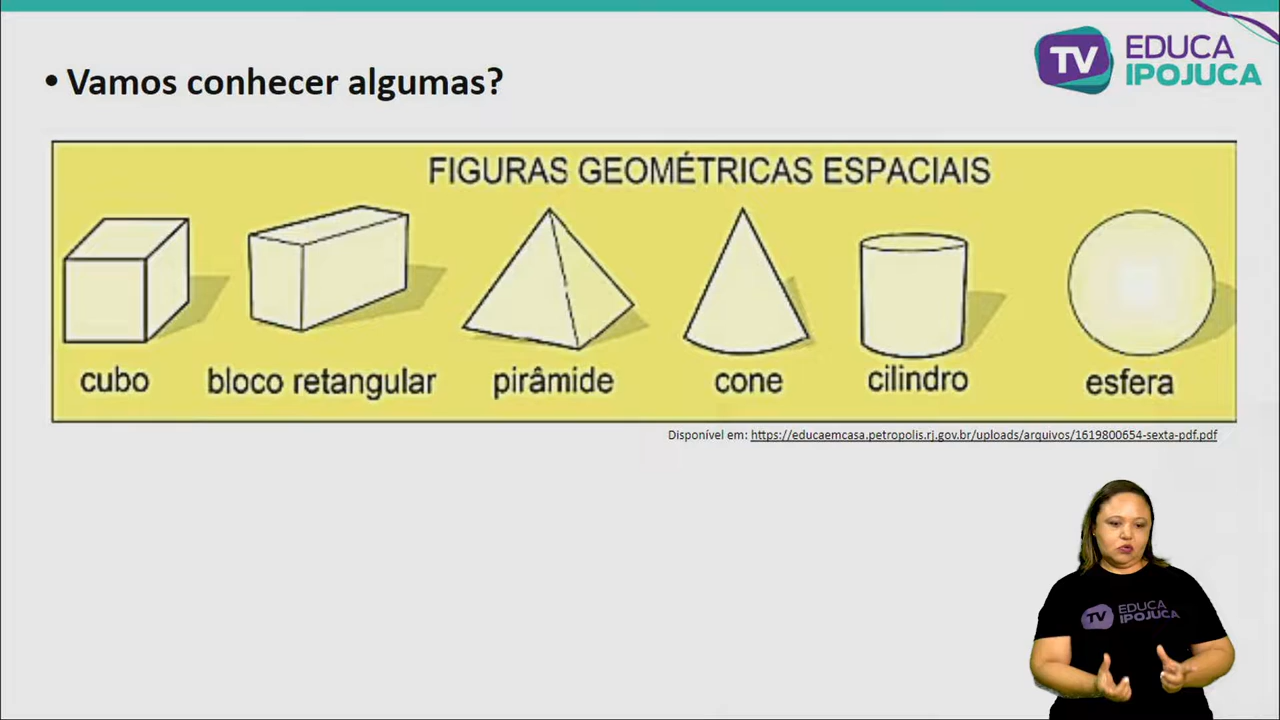 TV EDUCA
IPOJUCA
• Vamos conhecer algumas?
FIGURAS GEOMÉTRICAS ESPACIAIS
cubo bloco retangular pirâmide cone cilindro esfera
Disponível em: https://educaemcasa.petropolis.rj.gov.br/uploads/arquivos/1619800654-sexta-pdf.pdf
TV EDUCA
IPOJUCA